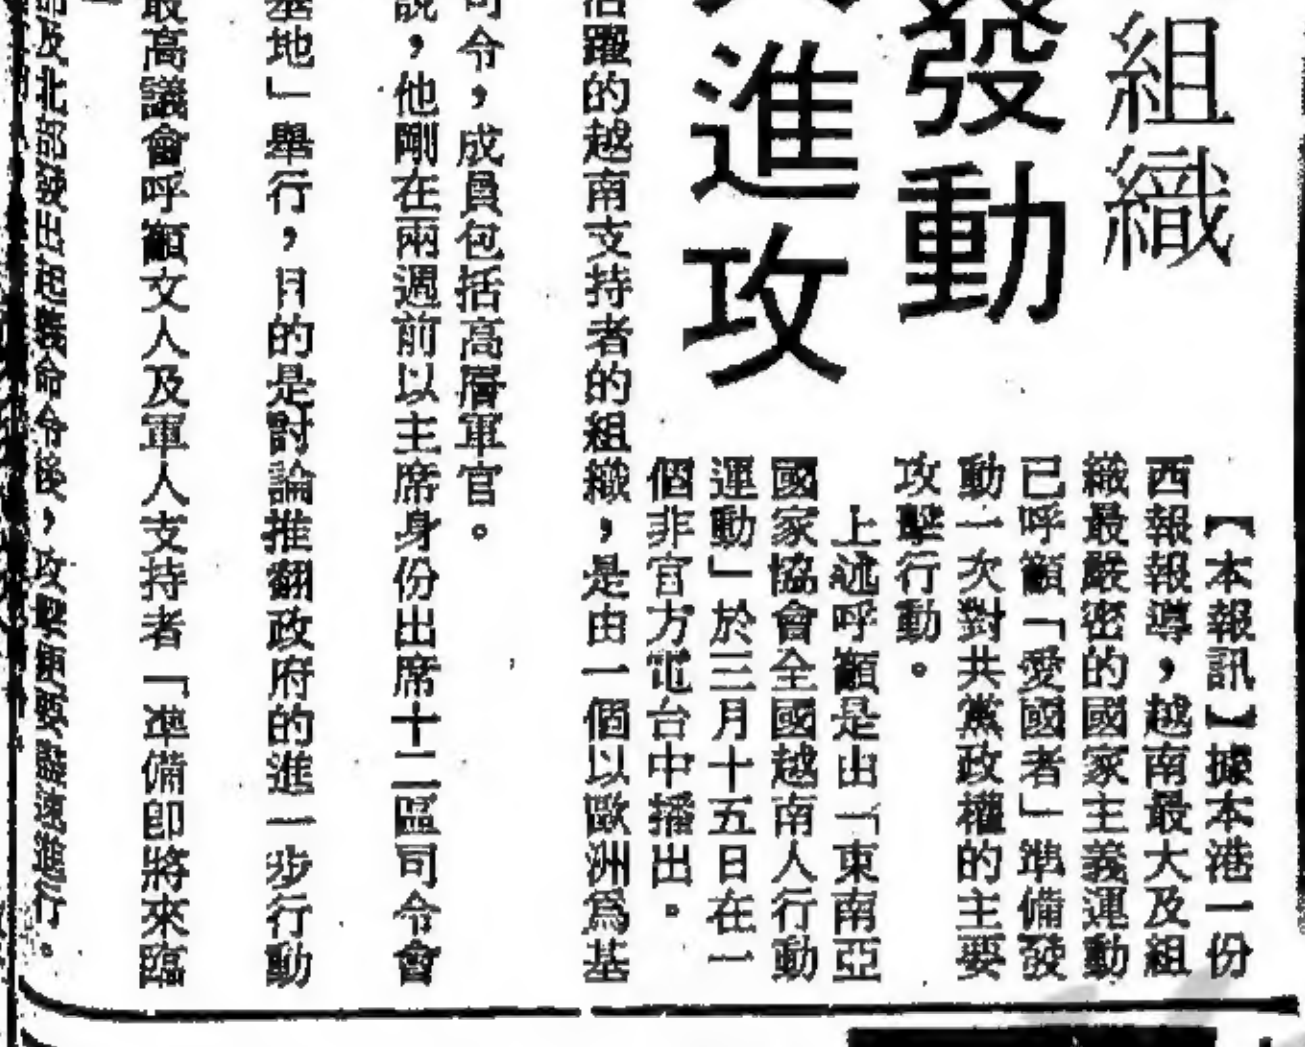 組織
發動
進攻
【本報訊】據本港一份
西報報導，越南最大及組
織最嚴密的國家主義運動
已呼籲「愛國者」準備發
動一次對共黨政權的主要
攻擊行動。
上述呼籲是由「東南亞
國家協會全國越南人行動
運動」於三月十五日在一
個非官方電台中播出。
活躍的越南支持者的組織，是由一個以歐洲為基
司令，成員包括高層軍官。
說，他剛在兩週前以主席身份出席十二區司令會
基地」舉行，目的是討論推翻政府的進一步行動
最高議會呼籲文人及軍人支持者「準備即將來臨
及北部發出起義命令後，攻擊便要盡速進行。